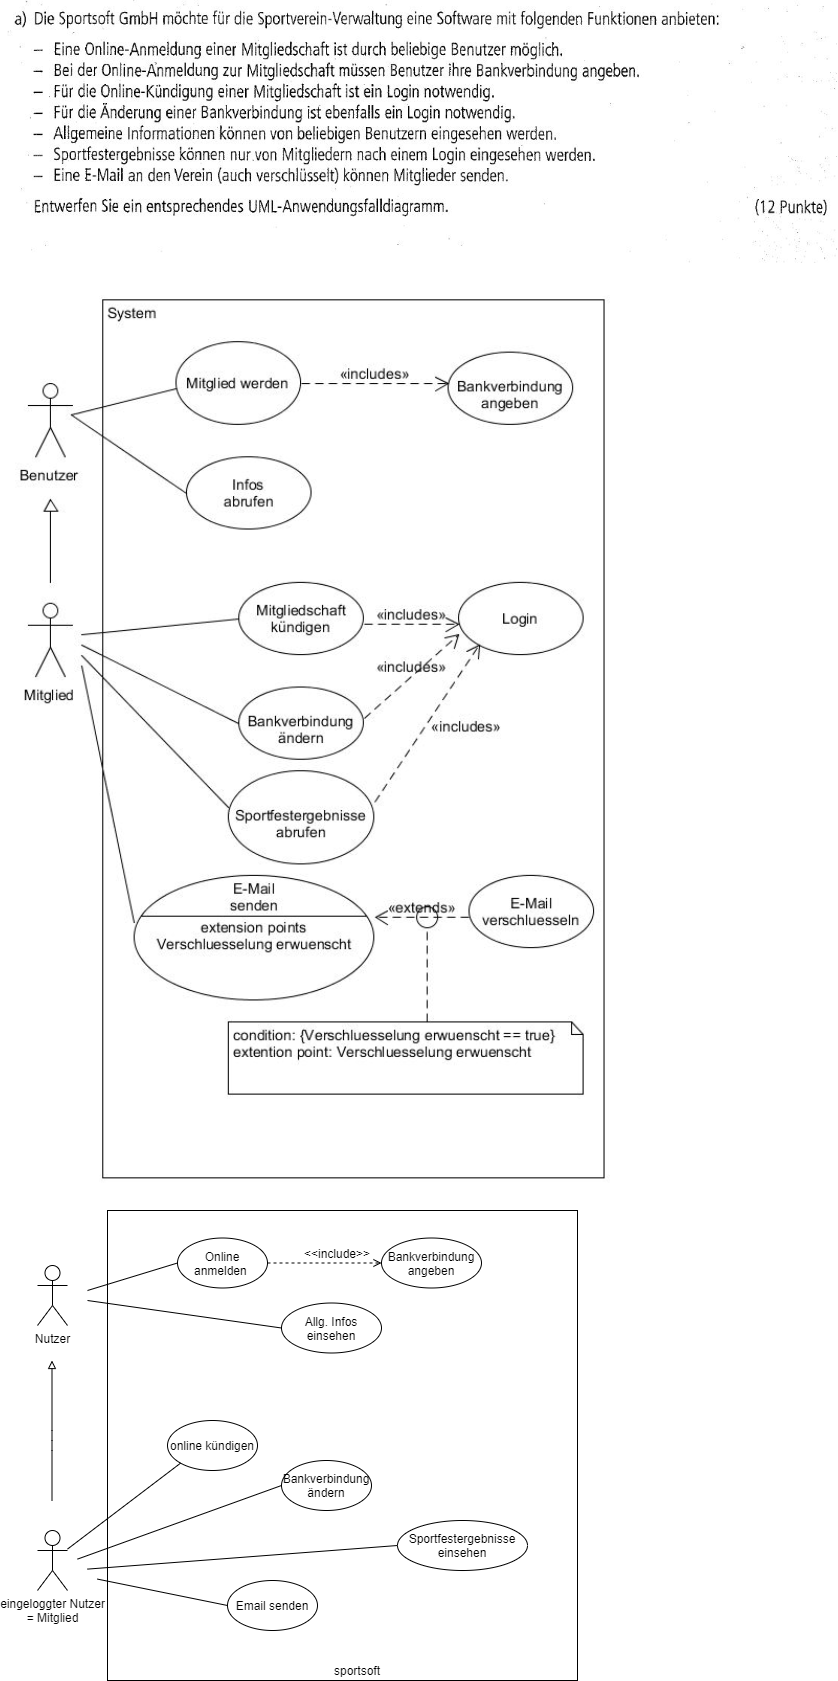 a) Die Sportsoft GmbH möchte für die Sportverein-Verwaltung eine Software mit folgenden Funktionen anbieten:
– Eine Online-Anmeldung einer Mitgliedschaft ist durch beliebige Benutzer möglich.
– Bei der Online-Anmeldung zur Mitgliedschaft müssen Benutzer ihre Bankverbindung angeben.
– Für die Online-Kündigung einer Mitgliedschaft ist ein Login notwendig.
– Für die Änderung einer Bankverbindung ist ebenfalls ein Login notwendig.
– Allgemeine Informationen können von beliebigen Benutzern eingesehen werden.
– Sportfestergebnisse können nur von Mitgliedern nach einem Login eingesehen werden.
– Eine E-Mail an den Verein (auch verschlüsselt) können Mitglieder senden.
Entwerfen Sie ein entsprechendes UML-Anwendungsfalldiagramm. (12 Punkte)
System
Mitglied werden
«includes»
Bankverbindung
angeben
Benutzer
Infos
abrufen
Mitgliedschaft
kündigen
«includes»
Login
Mitglied
«includes»
Bankverbindung
ändern
«includes»
Sportfestergebnisse
abrufen
E-Mail
senden
extension points
Verschluesselung erwuenscht
«extends»
E-Mail
verschluesseln
condition: {Verschluesselung erwuenscht == true}
extention point: Verschluesselung erwuenscht
Online
anmelden
<<include>>
Bankverbindung
angeben
Nutzer
Allg. Infos
einsehen
online kündigen
Bankverbindung
ändern
Sportfestergebnisse
einsehen
eingeloggter Nutzer
= Mitglied
Email senden
sportsoft